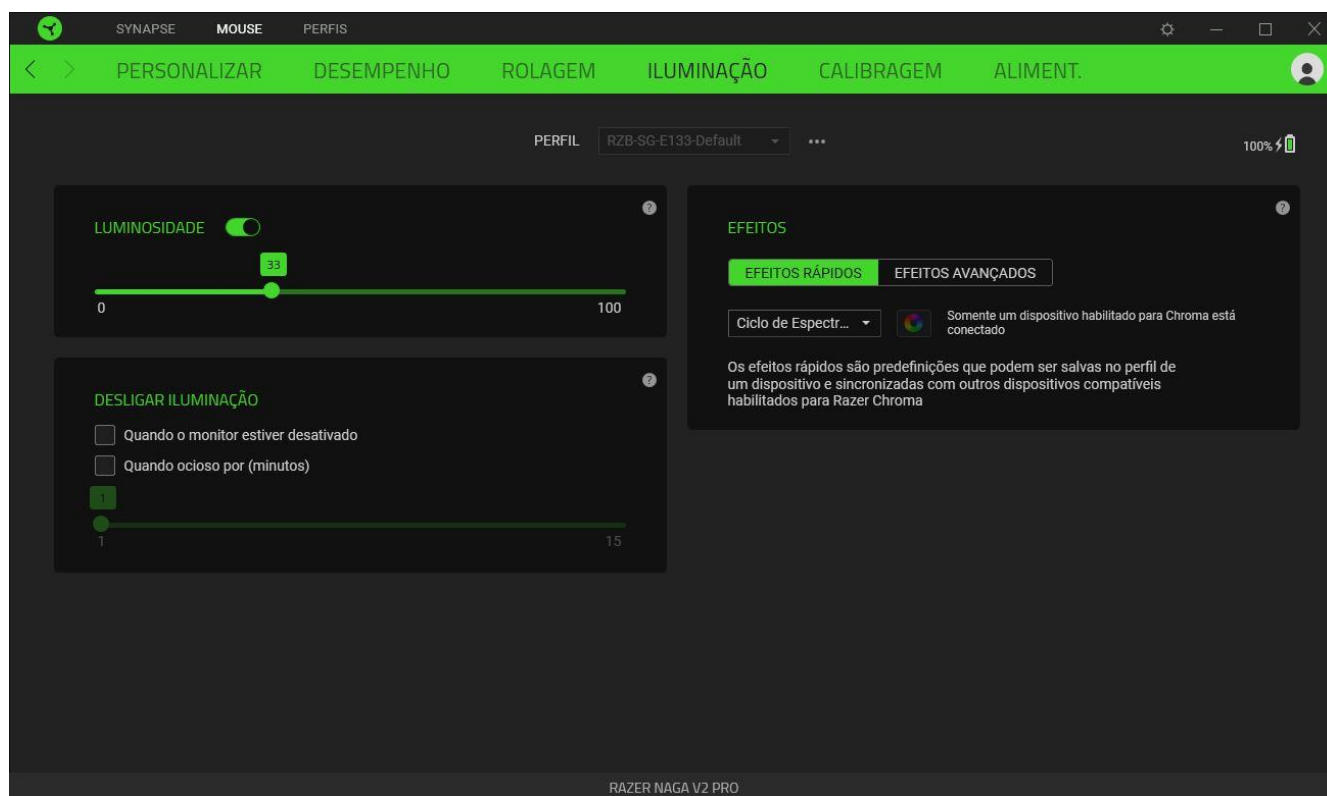 SYNAPSE MOUSE PERFIS
PERSONALIZAR DESEMPENHO ROLAGEM ILUMINAÇÃO CALIBRAGEM ALIMENT.
PERFIL RZB-SG-E133-Default
100%
LUMINOSIDADE
33
0 100
DESLIGAR ILUMINAÇÃO
Quando o monitor estiver desativado
Quando ocioso por (minutos)
1
1 15
EFEITOS
EFEITOS RÁPIDOS EFEITOS AVANÇADOS
Ciclo de Espectr...
Somente um dispositivo habilitado para Chroma está
conectado
Os efeitos rápidos são predefinições que podem ser salvas no perfil de
um dispositivo e sincronizadas com outros dispositivos compatíveis
habilitados para Razer Chroma
RAZER NAGA V2 PRO